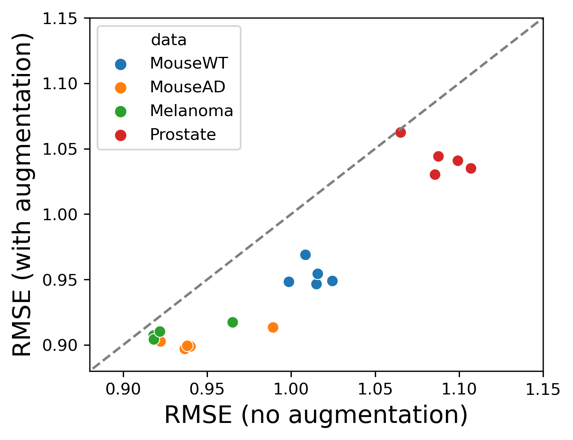 1.15
1.10
1.05
1.00
0.95
0.90
RMSE (with augmentation)
data
MouseWT
MouseAD
Melanoma
Prostate
0.90 0.95 1.00 1.05 1.10 1.15
RMSE (no augmentation)